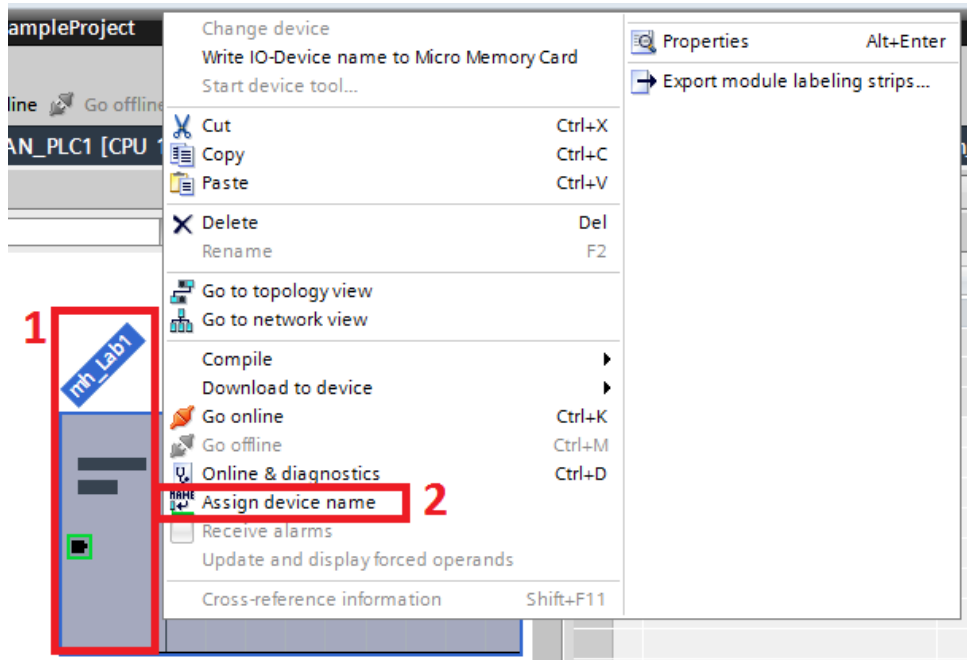 ampleProject
line Go offline
AN_PLC1 [CPU 1
Change device
Write IO-Device name to Micro Memory Card
Start device tool...
Cut Ctrl+X
Copy Ctrl+C
Paste Ctrl+V
Delete Del
Rename F2
Go to topology view
Go to network view
Compile
Download to device
Go online Ctrl+K
Go offline Ctrl+M
Online & diagnostics Ctrl+D
NAME Assign device name
Receive alarms
Update and display forced operands
Cross-reference information Shift+F11
Properties Alt+Enter
Export module labeling strips...
1
mh_Lab1
2